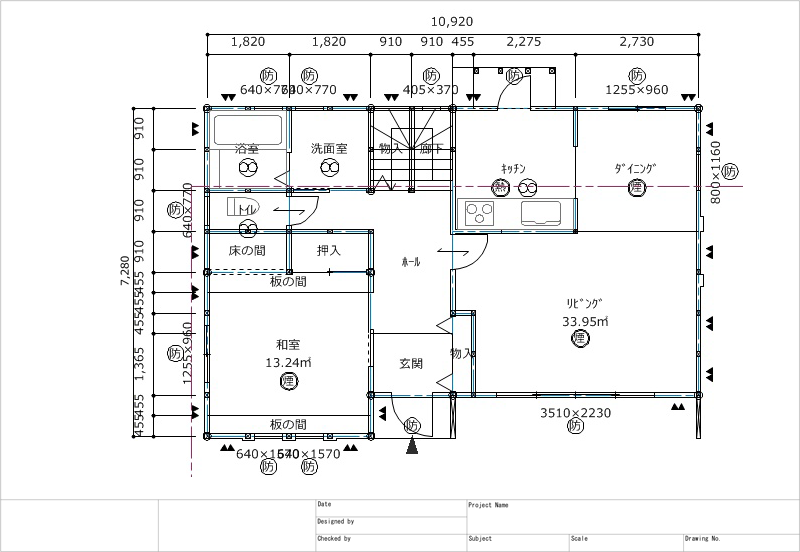 10,920
1,820 1,820 910 910 455 2,275 2,730
防 防 防 防 防
640×770 640×770 405×370 1255×960
910
910
910
910
455
455
1,365
455
455
7,280
浴室 洗面室 物入 廊下 ｷｯﾁﾝ ﾀﾞｲﾆﾝｸﾞ
熱 煙
800×1160
防
防
640×770
ﾄｲﾚ
床の間 押入 ﾎｰﾙ
板の間
ﾘﾋﾞﾝｸﾞ
33.95㎡
煙
防
1255×960
和室
13.24㎡
煙
玄関
物入
板の間
防
3510×2230
防
640×1570 640×1570
防 防
Date
Designed by
Checked by
Project Name
Subject
Scale
Drawing No.